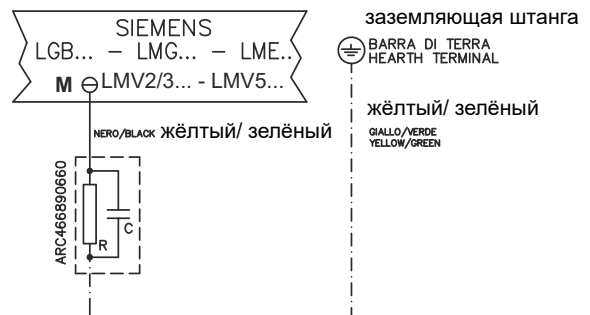 SIEMENS
LGB... - LMG... - LME..
M LMV2/3... - LMV5...
NERO/BLACK жёлтый/ зелёный
ARC466890660
R
C
заземляющая штанга
BARRA DI TERRA
HEARTH TERMINAL
жёлтый/ зелёный
GIALLO/VERDE
YELLOW/GREEN